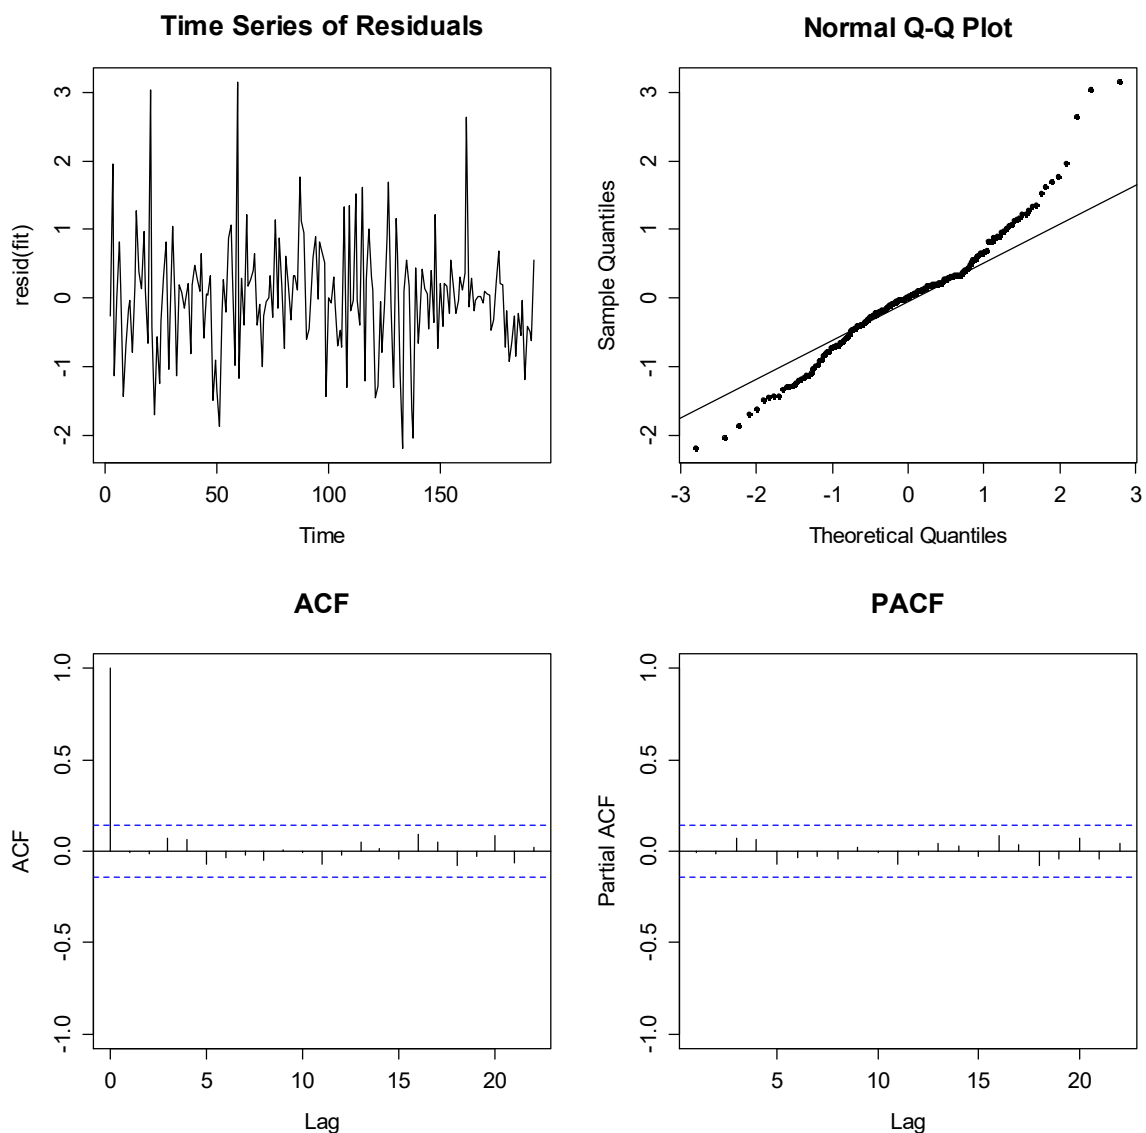 Time Series of Residuals
resid(fit)
3
2
1
0
-1
-2
0 50 100 150
Time
Normal Q-Q Plot
Sample Quantiles
3
2
1
0
-1
-2
-3 -2 -1 0 1 2 3
Theoretical Quantiles
ACF
ACF
1.0
0.5
0.0
-0.5
-1.0
0 5 10 15 20
Lag
PACF
Partial ACF
1.0
0.5
0.0
-0.5
-1.0
5 10 15 20
Lag